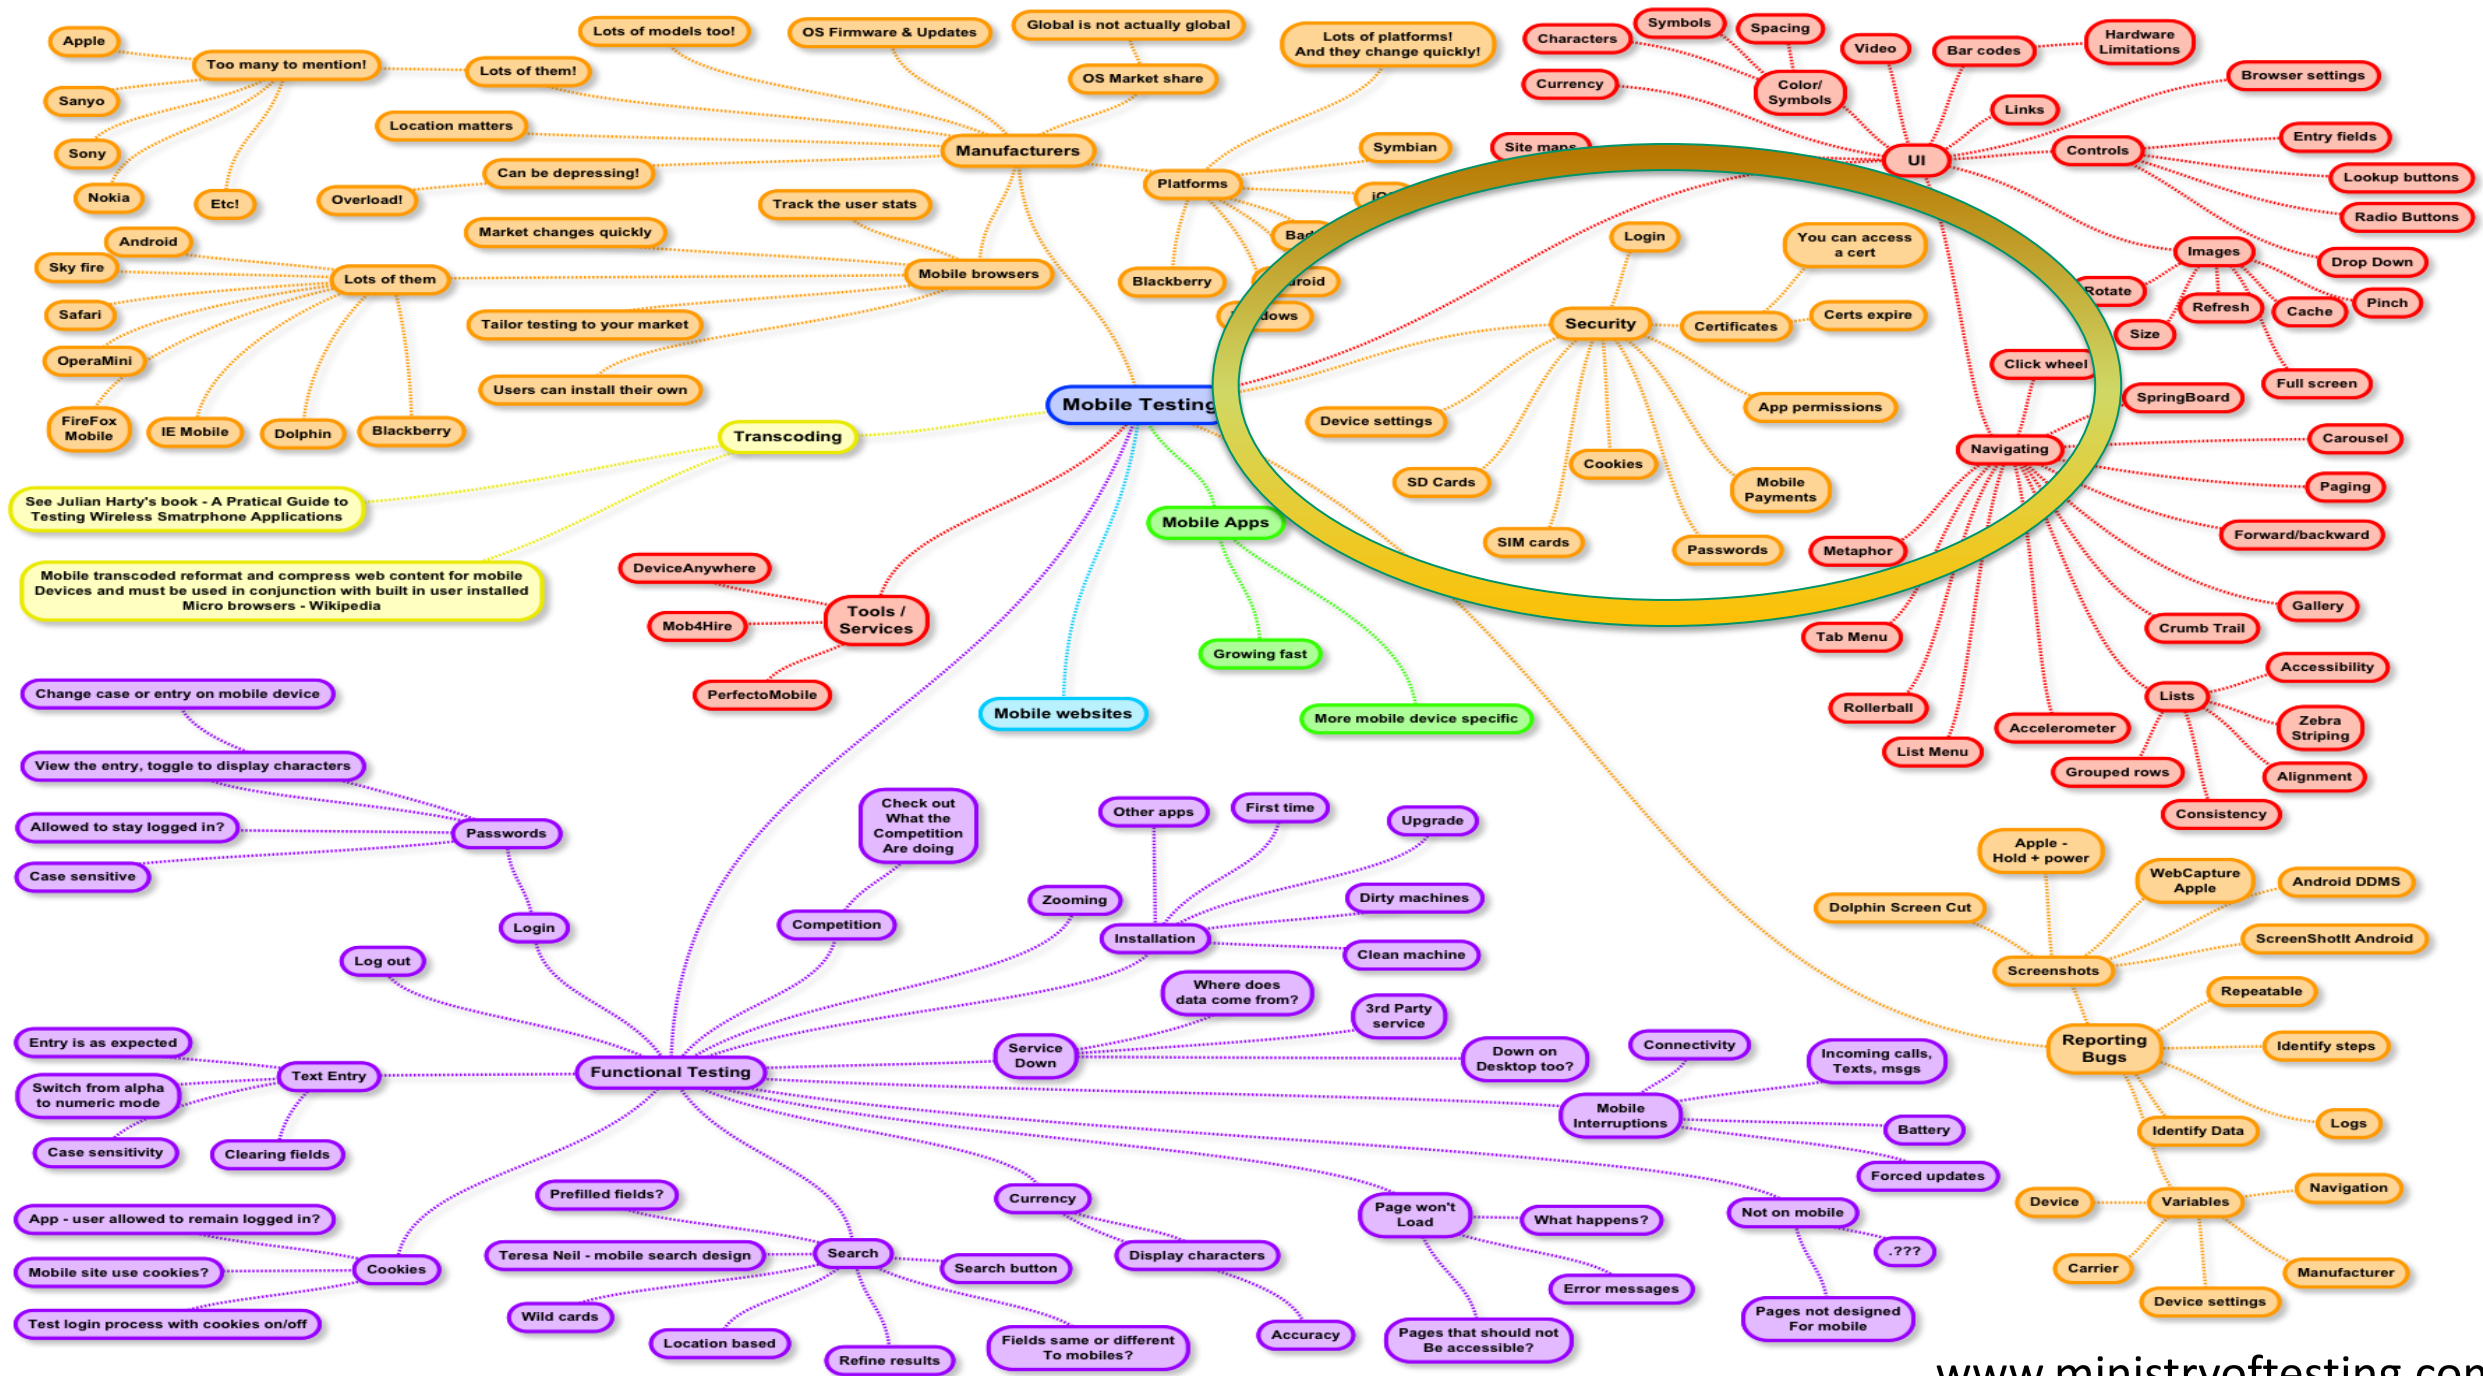 Apple
Too many to mention!
Lots of them!
Sanyo
Sony
Nokia
Etc!
Lots of models too!
OS Firmware & Updates
Global is not actually global
OS Market share
Location matters
Can be depressing!
Overload!
Manufacturers
Lots of platforms!
And they change quickly!
Platforms
Symbian
Blackberry
Track the user stats
Market changes quickly
Mobile browsers
Tailor testing to your market
Users can install their own
Lots of them
Android
Sky fire
Safari
OperaMini
FireFox
Mobile
IE Mobile
Dolphin
Blackberry
Characters
Symbols
Spacing
Currency
Color/
Symbols
Video
Bar codes
Hardware
Limitations
Browser settings
Links
Site maps
UI
Controls
Entry fields
Lookup buttons
Radio Buttons
Drop Down
Images
Rotate
Size
Refresh
Cache
Pinch
Full screen
Login
You can access
a cert
Security
Certificates
Certs expire
Device settings
App permissions
SD Cards
Cookies
Mobile
Payments
SIM cards
Passwords
Click wheel
SpringBoard
Navigating
Carousel
Paging
Forward/backward
Metaphor
Gallery
Tab Menu
Crumb Trail
Rollerball
List Menu
Accelerometer
Lists
Accessibility
Zebra
Striping
Alignment
Grouped rows
Consistency
Mobile Testing
Transcoding
See Julian Harty's book - A Pratical Guide to
Testing Wireless Smatrphone Applications
Mobile transcoded reformat and compress web content for mobile
Devices and must be used in conjunction with built in user installed
Micro browsers - Wikipedia
DeviceAnywhere
Mob4Hire
PerfectoMobile
Tools /
Services
Mobile Apps
Growing fast
More mobile device specific
Mobile websites
Change case or entry on mobile device
View the entry, toggle to display characters
Allowed to stay logged in?
Case sensitive
Passwords
Login
Log out
Check out
What the
Competition
Are doing
Competition
Zooming
Other apps
First time
Upgrade
Dirty machines
Clean machine
Installation
Where does
data come from?
3rd Party
service
Service
Down
Down on
Desktop too?
Functional Testing
Entry is as expected
Switch from alpha
to numeric mode
Case sensitivity
Clearing fields
Text Entry
Connectivity
Incoming calls,
Texts, msgs
Mobile
Interruptions
Battery
Forced updates
App - user allowed to remain logged in?
Mobile site use cookies?
Test login process with cookies on/off
Cookies
Prefilled fields?
Teresa Neil - mobile search design
Wild cards
Location based
Refine results
Search
Search button
Fields same or different
To mobiles?
Currency
Display characters
Accuracy
Page won't
Load
What happens?
Error messages
Pages that should not
Be accessible?
Not on mobile
.???
Pages not designed
For mobile
Apple -
Hold + power
WebCapture
Apple
Android DDMS
Dolphin Screen Cut
ScreenShotIt Android
Screenshots
Repeatable
Reporting
Bugs
Identify steps
Logs
Identify Data
Variables
Navigation
Device
Carrier
Device settings
Manufacturer
www.ministryoftesting.com